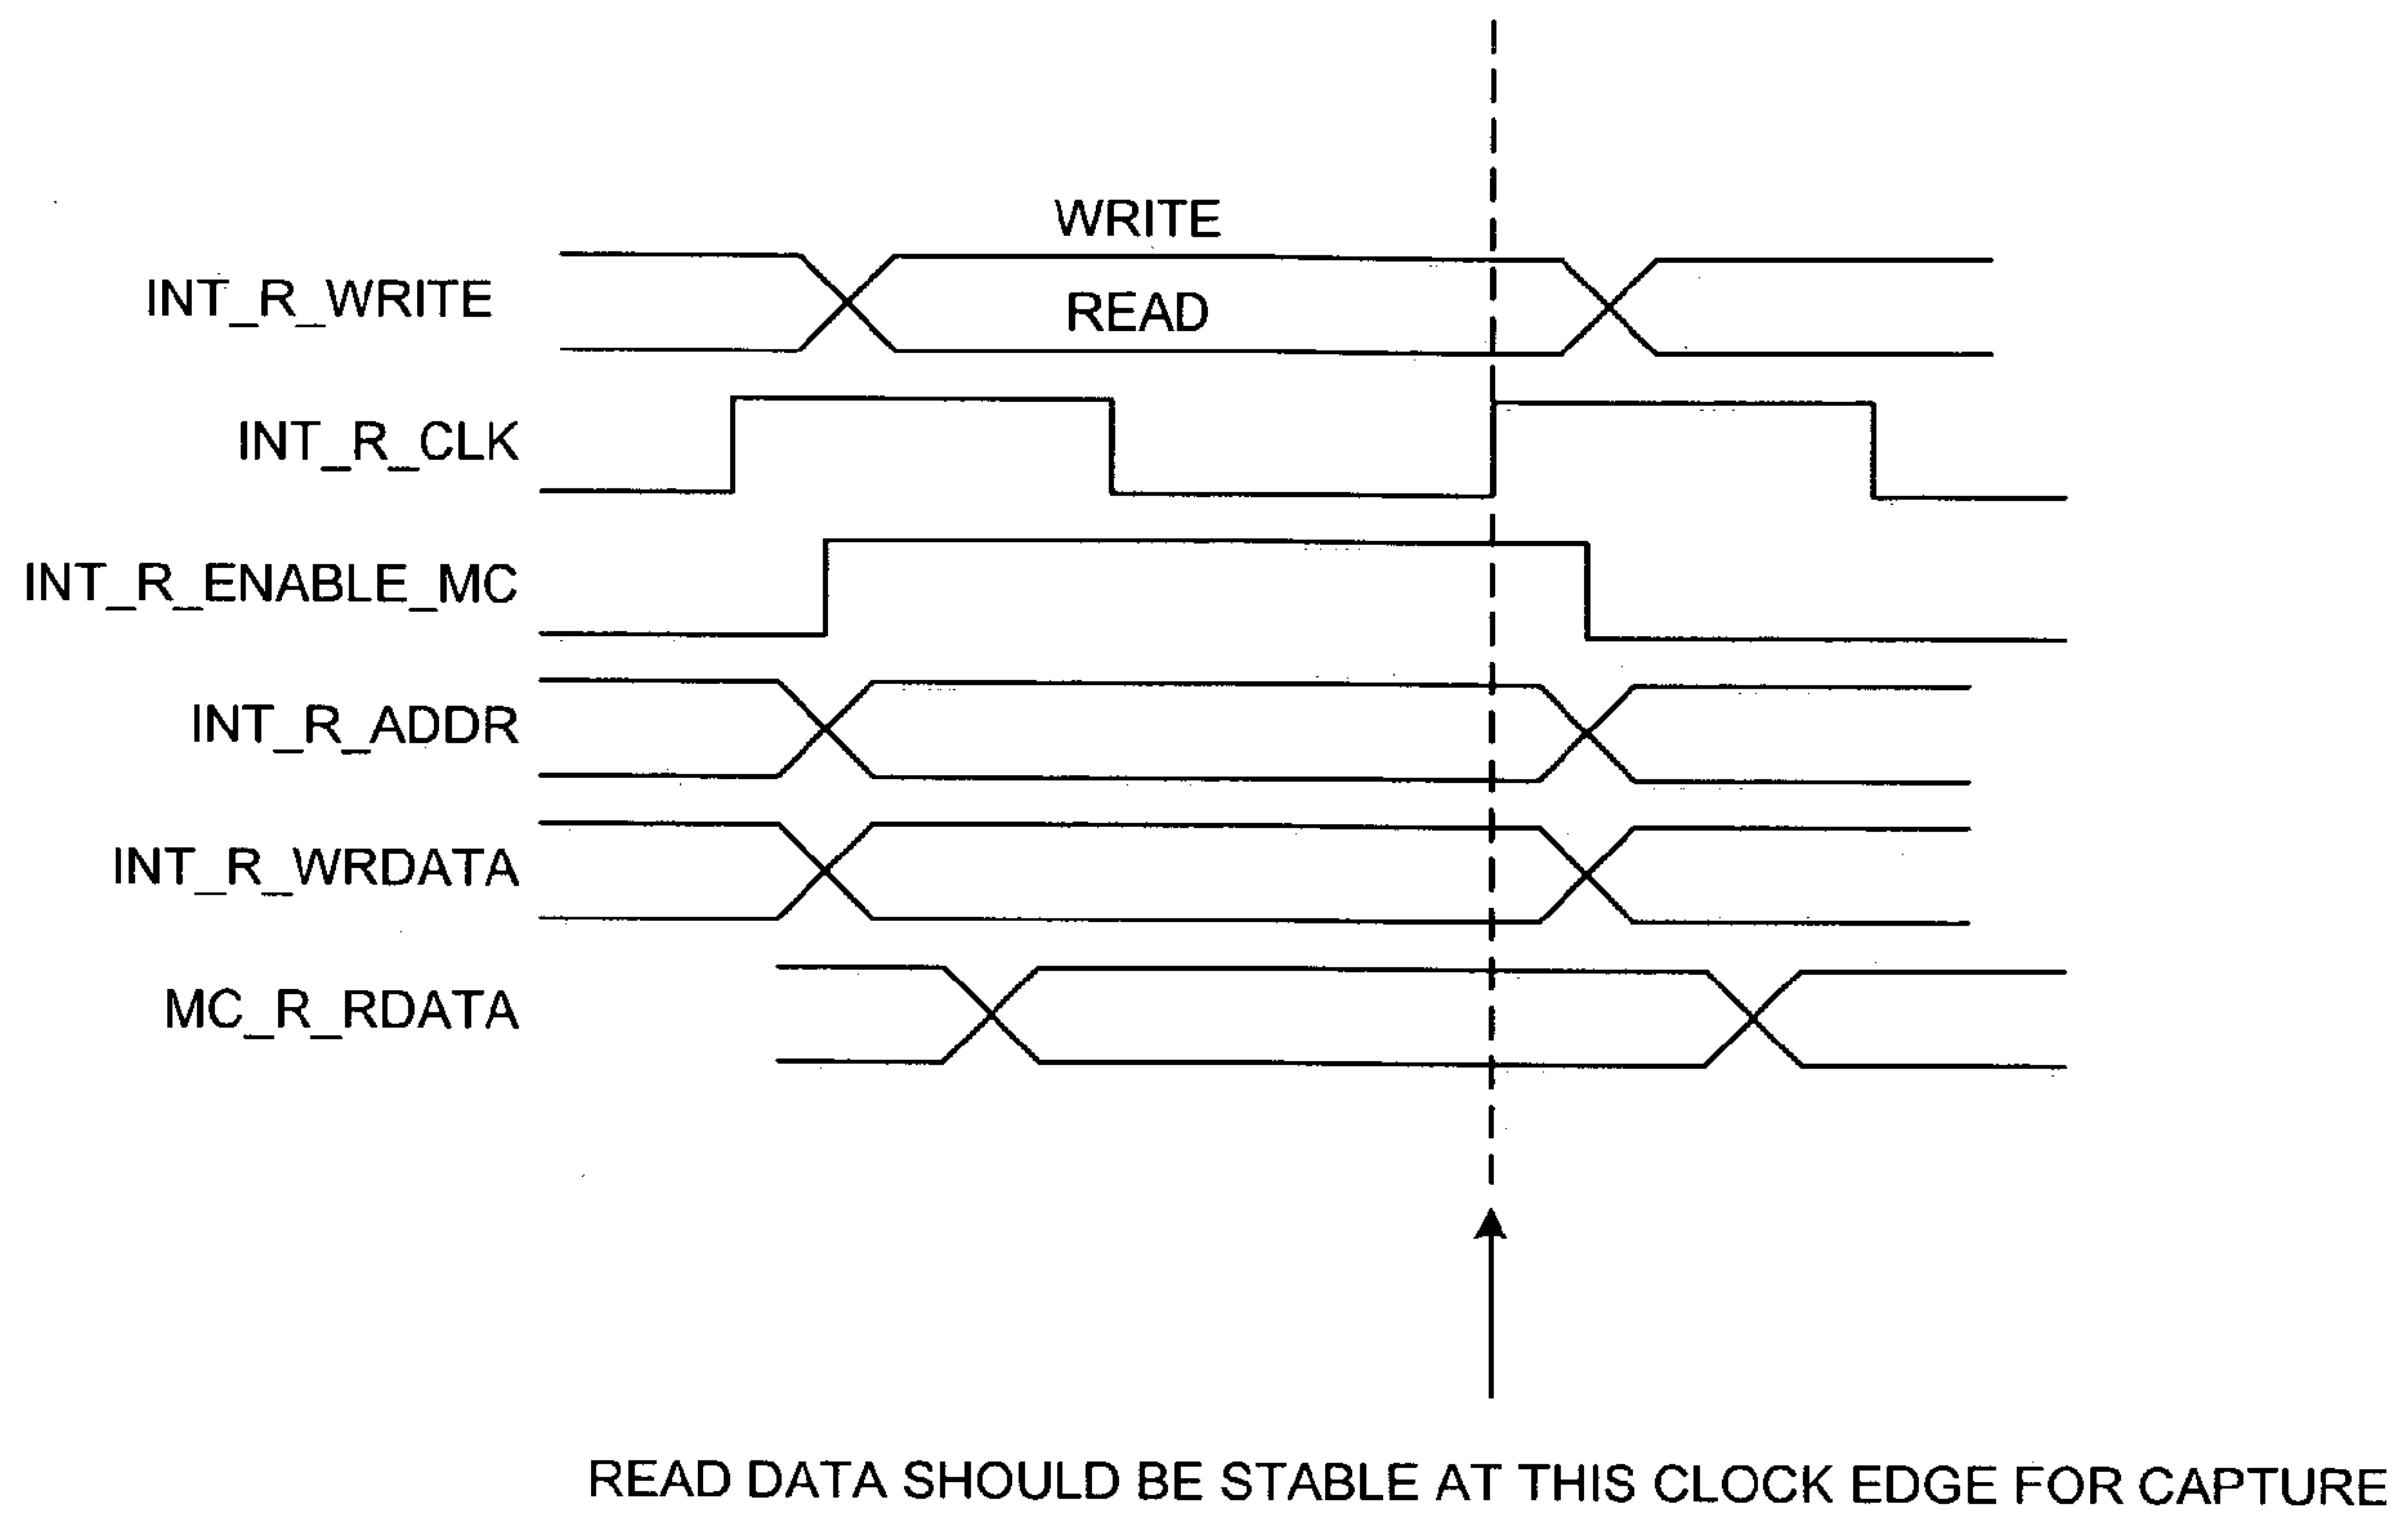 WRITE
INT_R_WRITE
READ
INT_R_CLK
INT_R_ENABLE_MC
INT_R_ADDR
INT_R_WRDATA
MC_R_RDATA
READ DATA SHOULD BE STABLE AT THIS CLOCK EDGE FOR CAPTURE